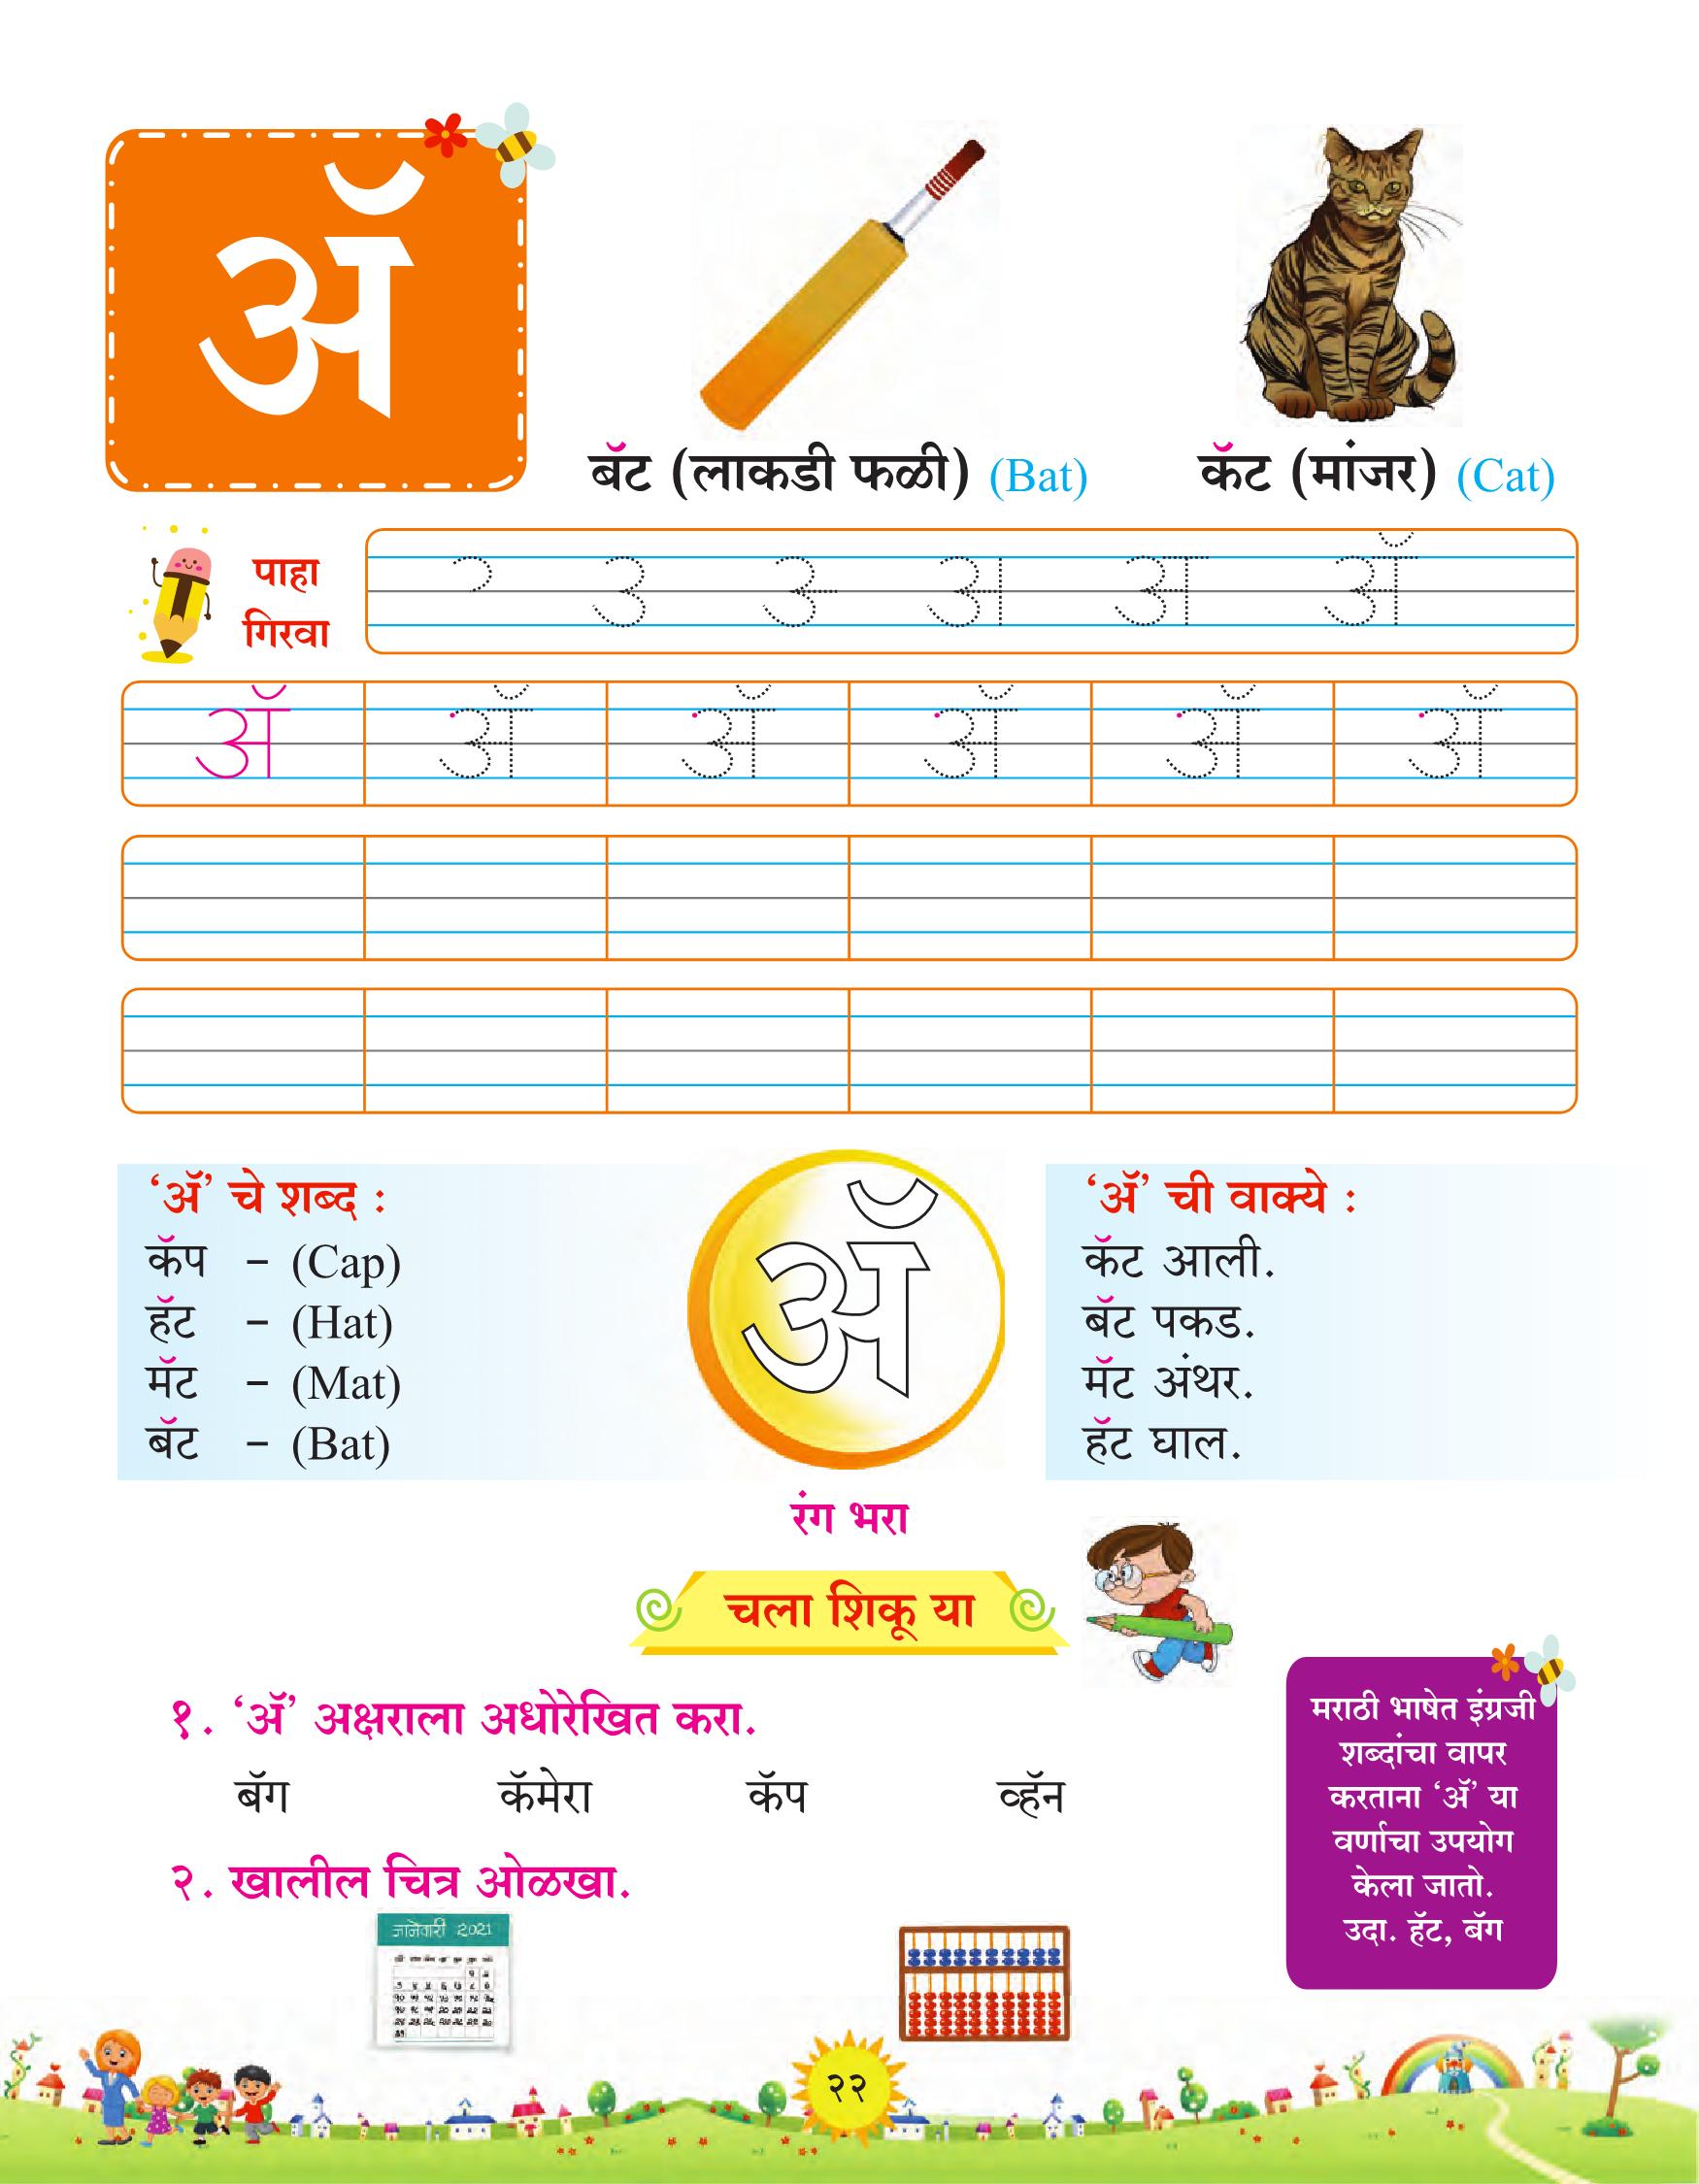 ॲ
बॅट (लाकडी फळी) (Bat)
कॅट (मांजर) (Cat)
पाहा
गिरवा
ॲ
ॲ ॲ ॲ ॲ ॲ
‘ॲ’ चे शब्द :
कॅप – (Cap)
हॅट – (Hat)
मॅट – (Mat)
बॅट – (Bat)
ॲ
रंग भरा
‘ॲ’ ची वाक्ये :
कॅट आली.
बॅट पकड.
मॅट अंथर.
हॅट घाल.
चला शिकू या
१. ‘ॲ’ अक्षराला अधोरेखित करा.
बॅग कॅमेरा कॅप व्हॅन
२. खालील चित्र ओळखा.
जानेवारी 2021
मराठी भाषेत इंग्रजी
शब्दांचा वापर
करताना ‘ॲ’ या
वर्णाचा उपयोग
केला जातो.
उदा. हॅट, बॅग
२२